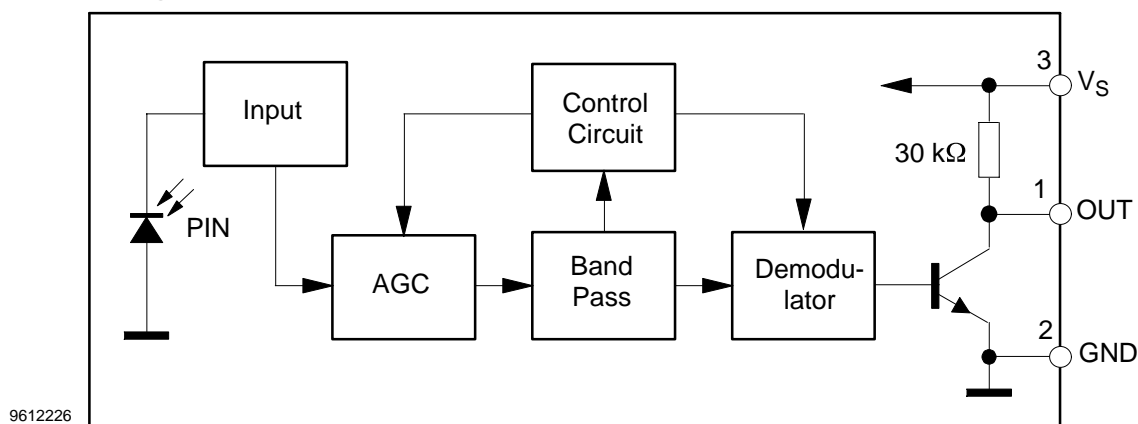 Input
Control
Circuit
3
V_S
30 kΩ
1
OUT
PIN
AGC
Band
Pass
Demodu-
lator
2
GND
9612226